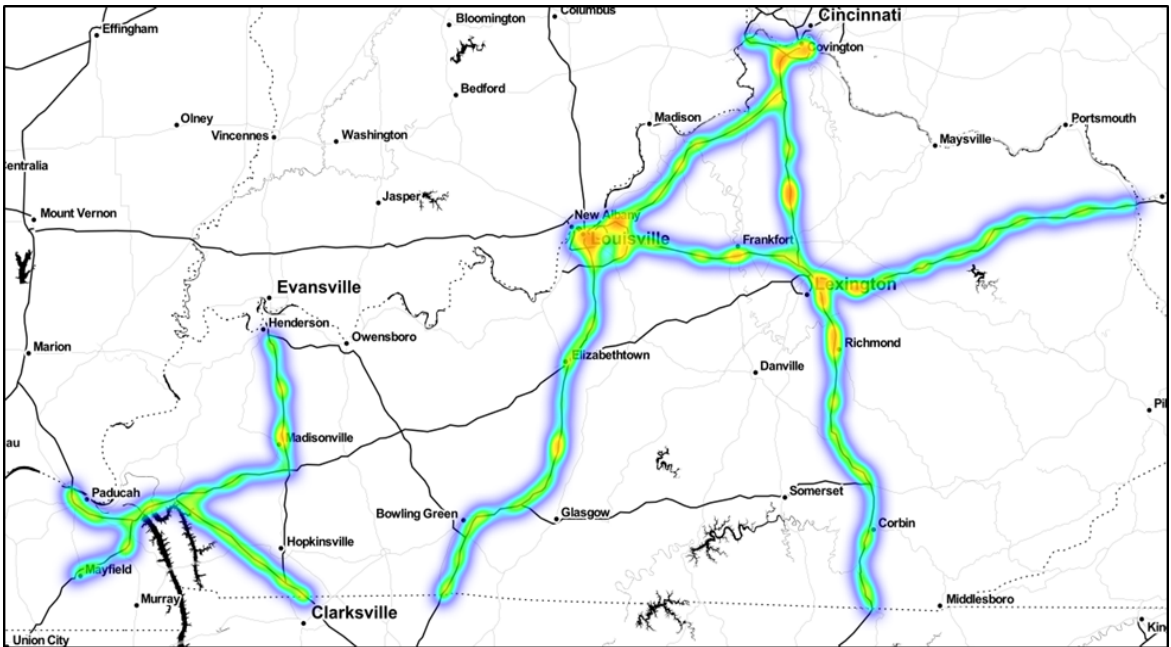 Columbus
Cincinnati
Bloomington
Effingham
Covington
Bedford
Olney
Vincennes
Washington
Madison
Portsmouth
Maysville
entralia
Jasper
Mount Vernon
New Albany
Louisville
Frankfort
Evansville
Lexington
Henderson
Owensboro
Marion
Elizabethtown
Richmond
Danville
Pi
au
Madisonville
Paducah
Somerset
Bowling Green
Glasgow
Corbin
Hopkinsville
Mayfield
Murray
Clarksville
Middlesboro
Union City
Kin